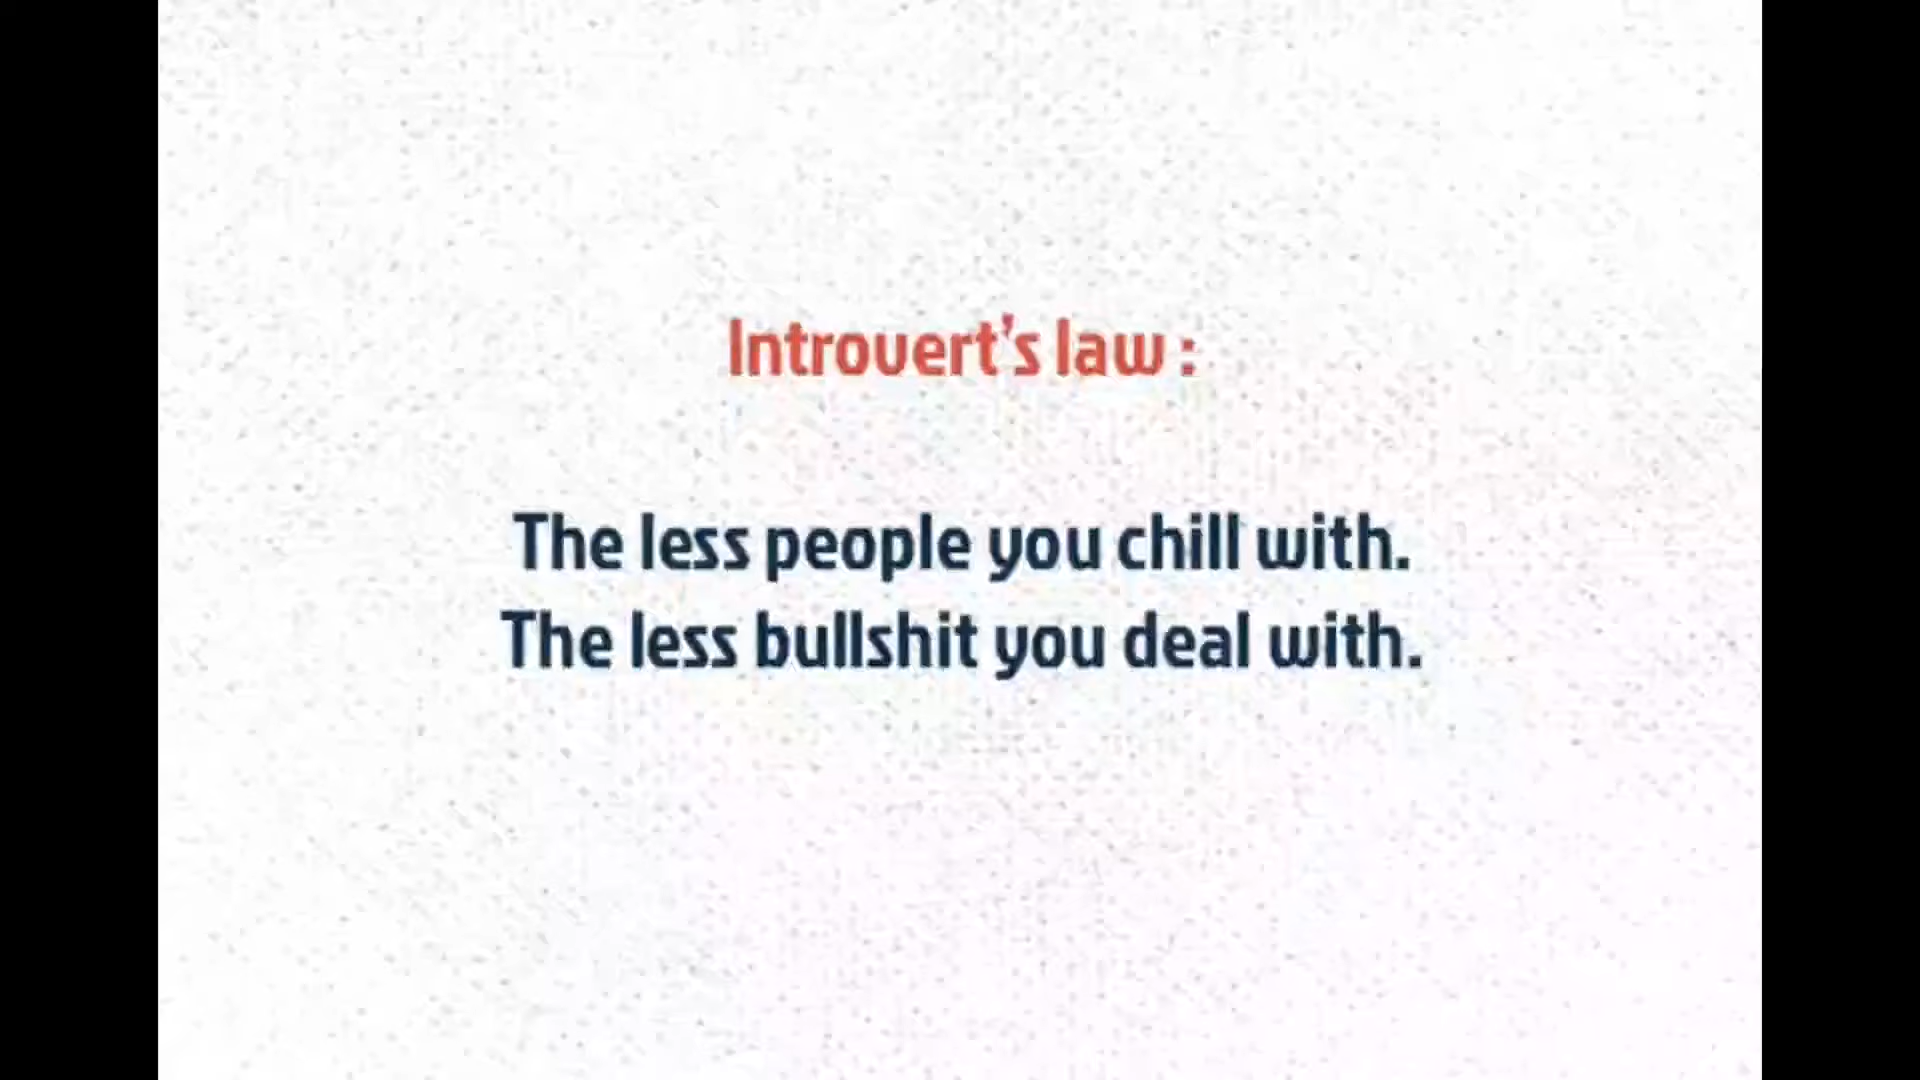 Introvert's law :
The less people you chill with.
The less bullshit you deal with.